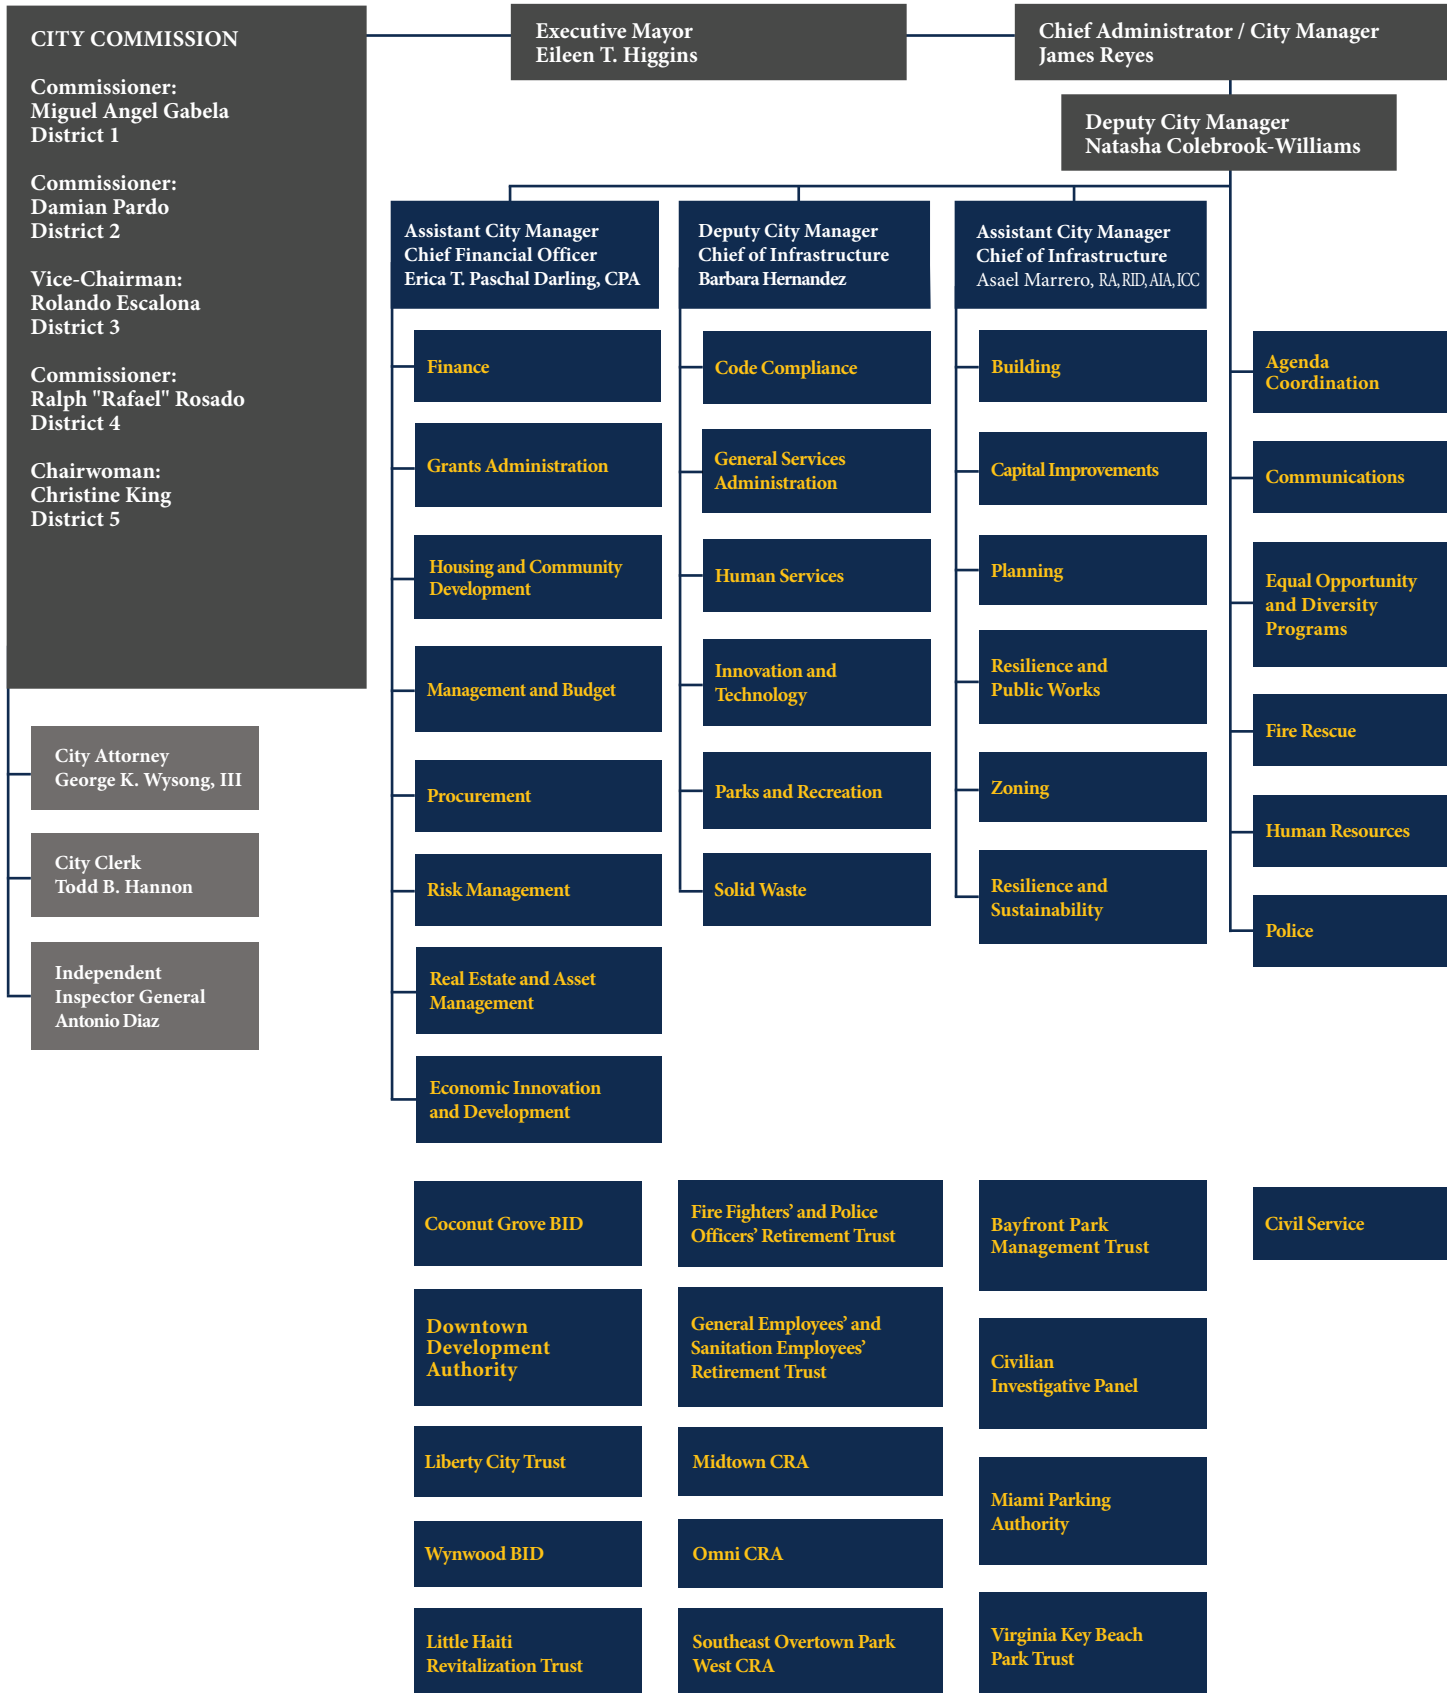 CITY COMMISSION
Commissioner:
Miguel Angel Gabela
District 1
Commissioner:
Damian Pardo
District 2
Vice-Chairman:
Rolando Escalona
District 3
Commissioner:
Ralph "Rafael" Rosado
District 4
Chairwoman:
Christine King
District 5
Executive Mayor
Eileen T. Higgins
Chief Administrator / City Manager
James Reyes
Deputy City Manager
Natasha Colebrook-Williams
City Attorney
George K. Wysong, III
City Clerk
Todd B. Hannon
Independent
Inspector General
Antonio Diaz
Assistant City Manager
Chief Financial Officer
Erica T. Paschal Darling, CPA
Finance
Grants Administration
Housing and Community
Development
Management and Budget
Procurement
Risk Management
Real Estate and Asset
Management
Economic Innovation
and Development
Deputy City Manager
Chief of Infrastructure
Barbara Hernandez
Code Compliance
General Services
Administration
Human Services
Innovation and
Technology
Parks and Recreation
Solid Waste
Assistant City Manager
Chief of Infrastructure
Asael Marrero, RA, RID, AIA, ICC
Building
Capital Improvements
Planning
Resilience and
Public Works
Zoning
Resilience and
Sustainability
Agenda
Coordination
Communications
Equal Opportunity
and Diversity
Programs
Fire Rescue
Human Resources
Police
Coconut Grove BID
Downtown
Development
Authority
Liberty City Trust
Wynwood BID
Little Haiti
Revitalization Trust
Fire Fighters’ and Police
Officers’ Retirement Trust
General Employees’ and
Sanitation Employees’
Retirement Trust
Midtown CRA
Omni CRA
Southeast Overtown Park
West CRA
Bayfront Park
Management Trust
Civilian
Investigative Panel
Miami Parking
Authority
Virginia Key Beach
Park Trust
Civil Service